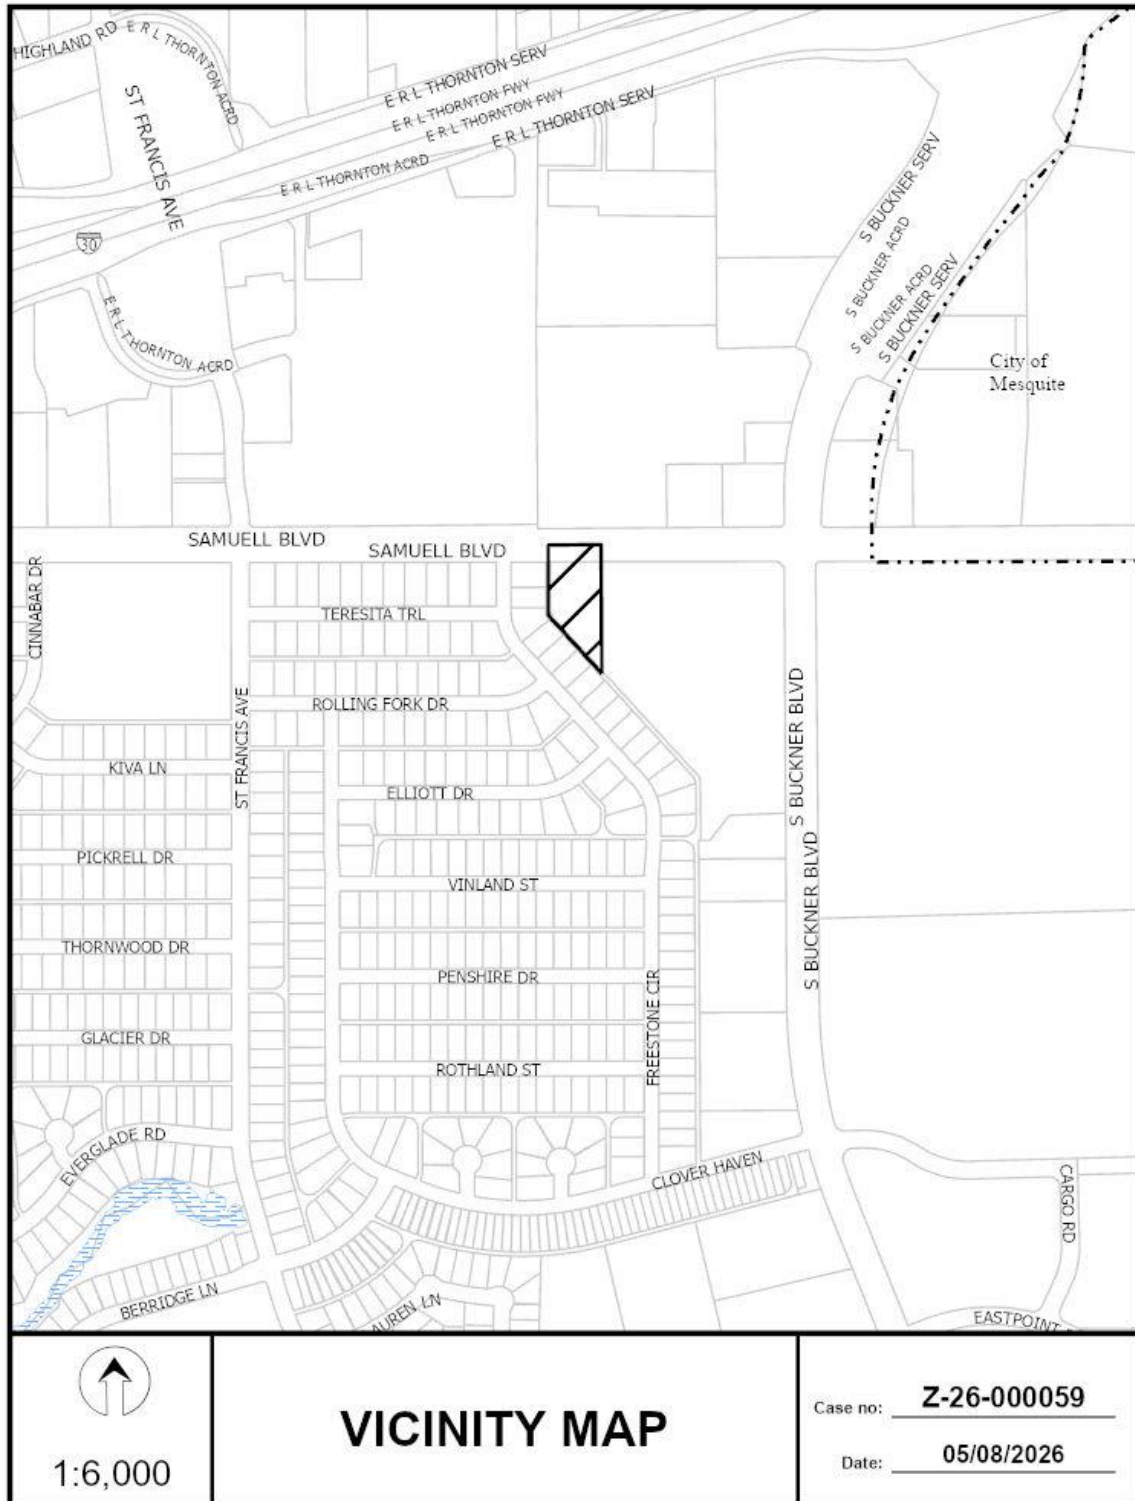 HIGHLAND RD
E R L THORNTON ACRD
ST FRANCIS AVE
E R L THORNTON SERV
E R L THORNTON FWY
E R L THORNTON FWY
E R L THORNTON SERV
E R L THORNTON ACRD
30
E R L THORNTON ACRD
S BUCKNER SERV
S BUCKNER ACRD
S BUCKNER ACRD
S BUCKNER SERV
City of
Mesquite
SAMUELL BLVD
SAMUELL BLVD
CINNABAR DR
TERESITA TRL
ROLLING FORK DR
ST FRANCIS AVE
KIVA LN
ELLIOTT DR
S BUCKNER BLVD
PICKRELL DR
VINLAND ST
S BUCKNER BLVD
THORNWOOD DR
PENSHIRE DR
FREESTONE CIR
GLACIER DR
ROTHLAND ST
EVERGLADE RD
CLOVER HAVEN
CARGO RD
BERRIDGE LN
AUREN LN
EASTPOINT
1:6,000
VICINITY MAP
Case no: Z-26-000059
Date: 05/08/2026